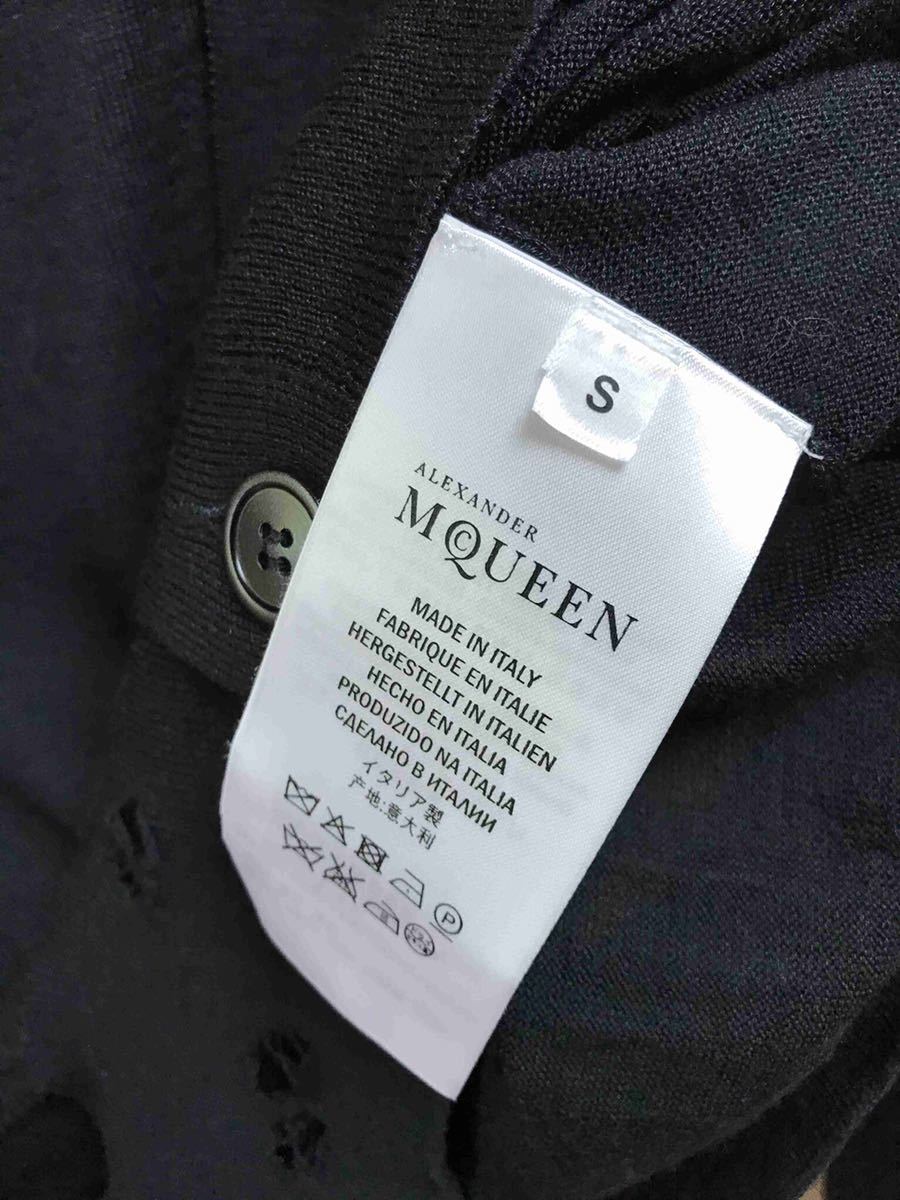 S
ALEXANDER
McQUEEN
MADE IN ITALY
FABRIQUE EN ITALIE
HERGESTELLT IN ITALIEN
HECHO EN ITALIA
PRODUZIDO NA ITALIA
СДЕЛАНО В ИТАЛИИ
イタリア製
产地:意大利
P